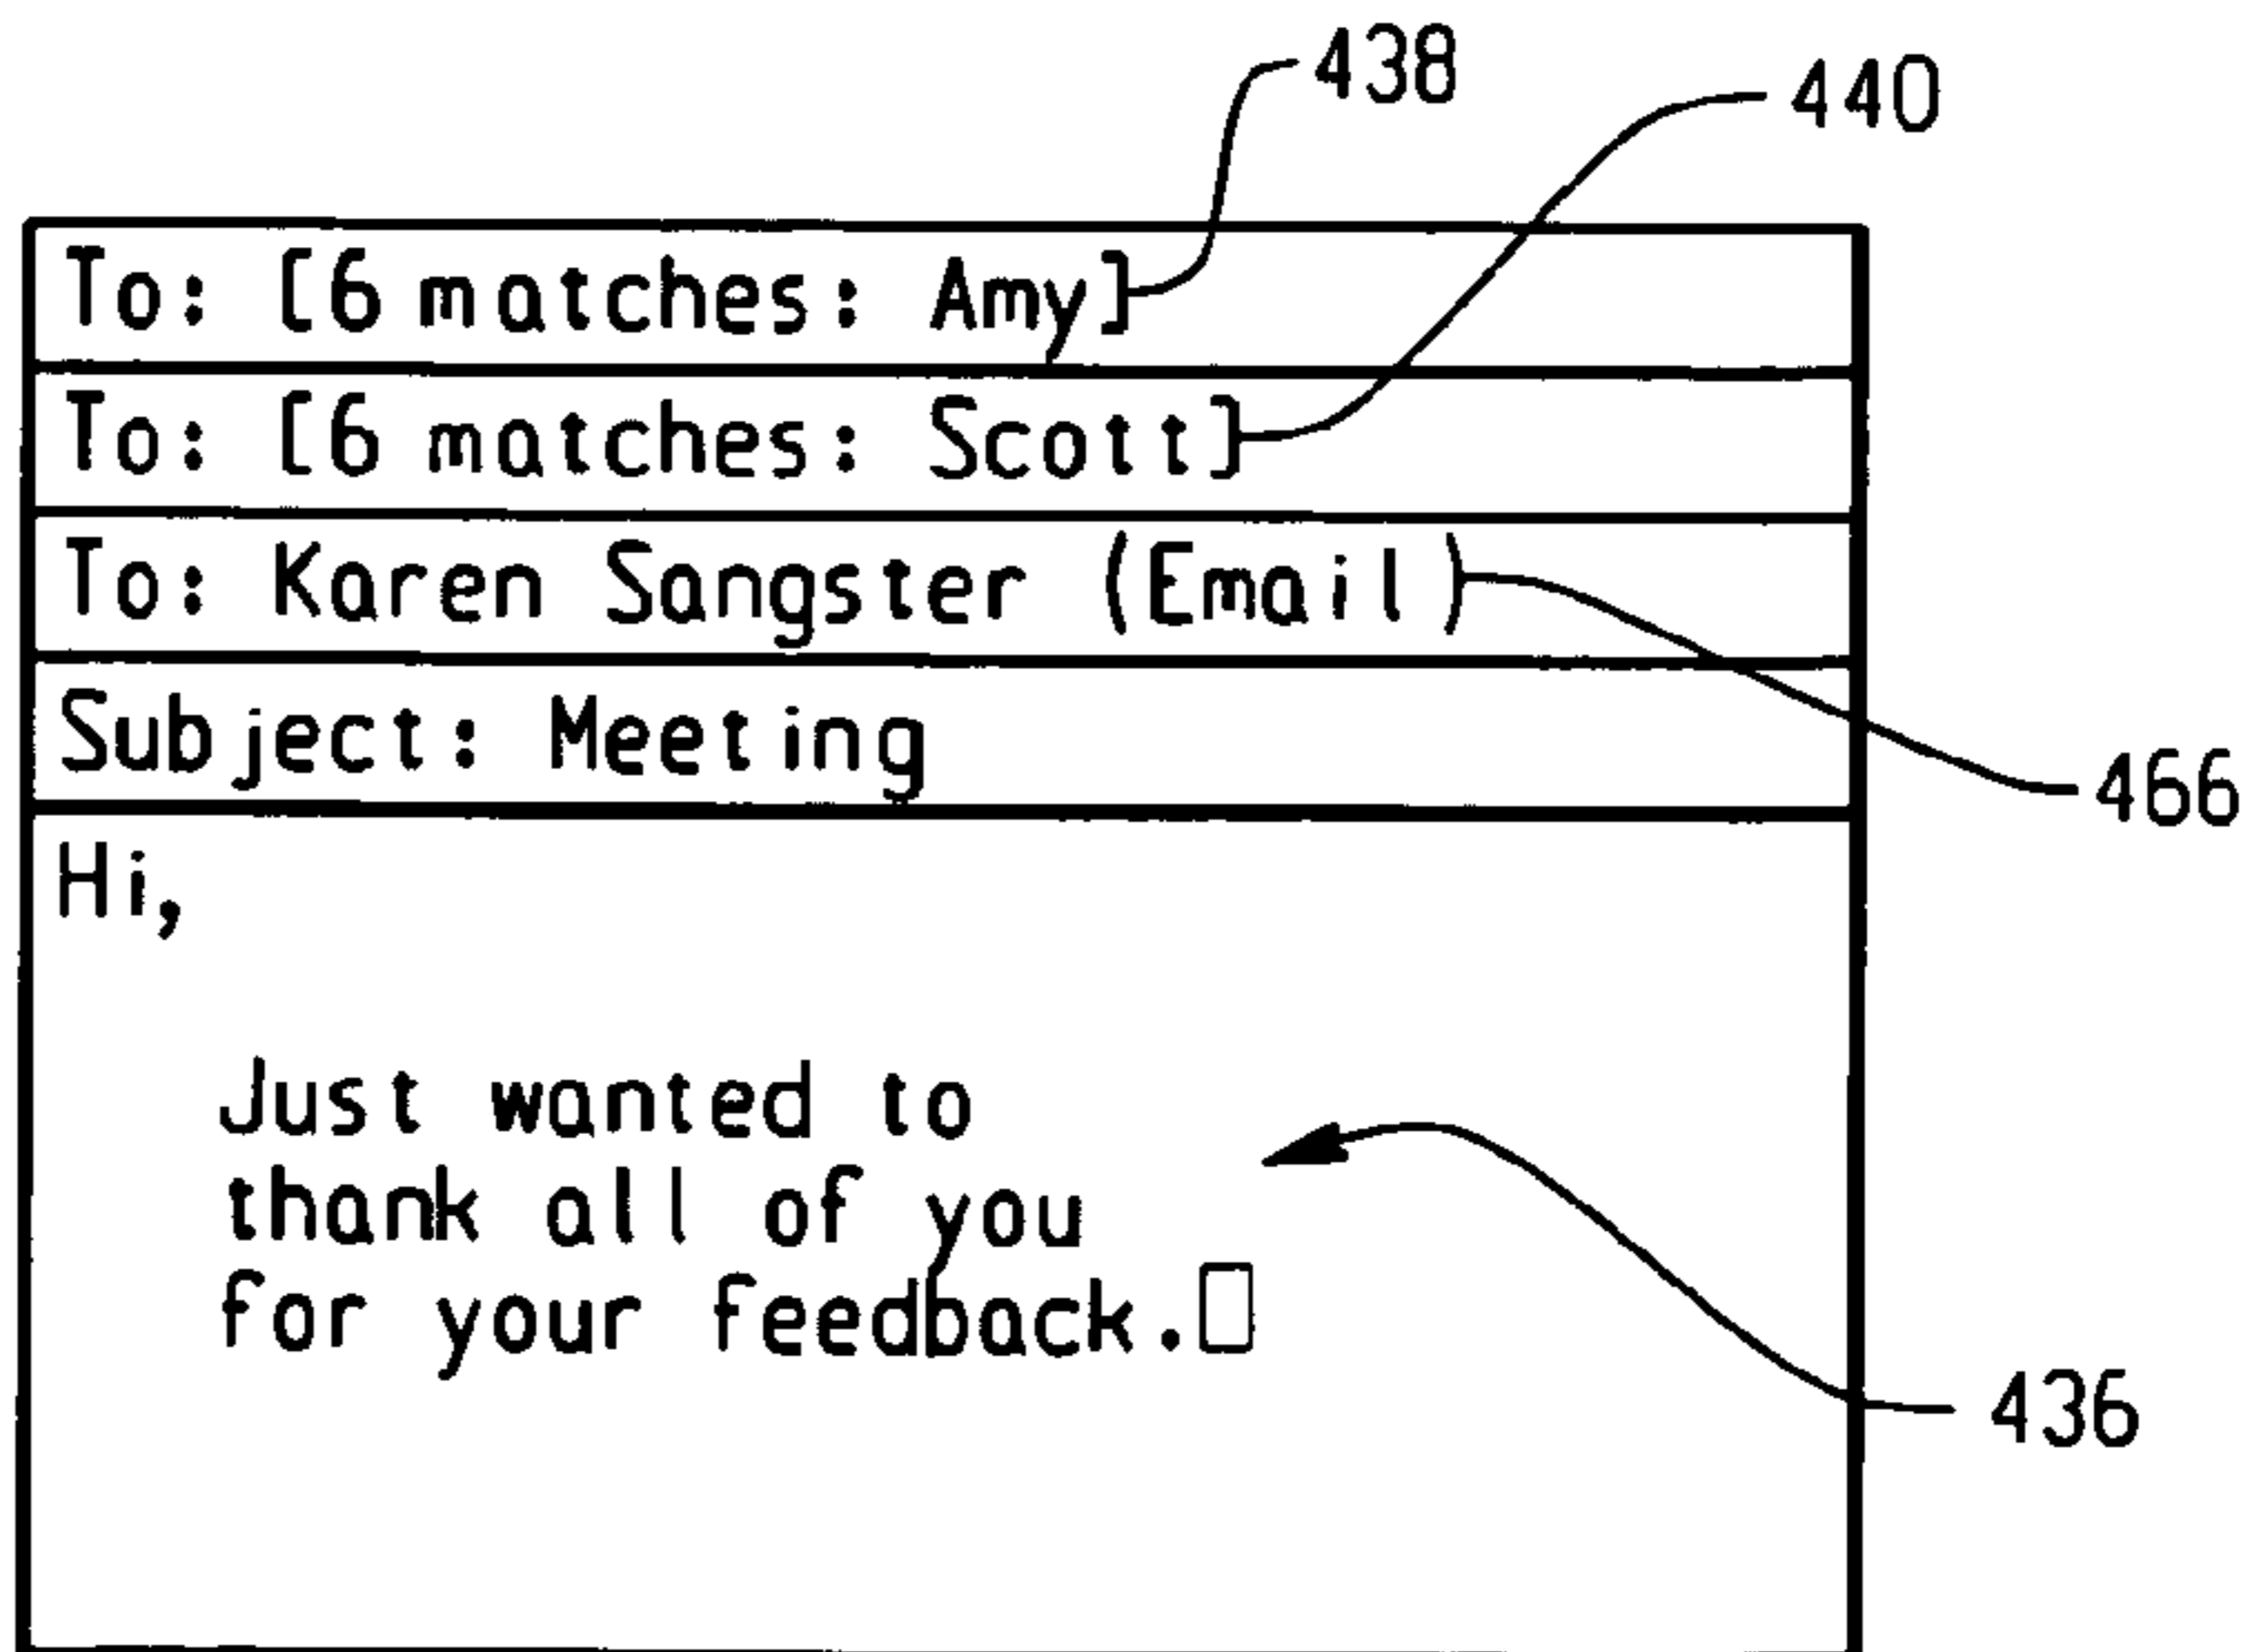 438
440
To: [6 matches: Amy]
To: [6 matches: Scott]
To: Karen Sangster (Email)
Subject: Meeting
466
Hi,
Just wanted to
thank all of you
for your feedback.
436